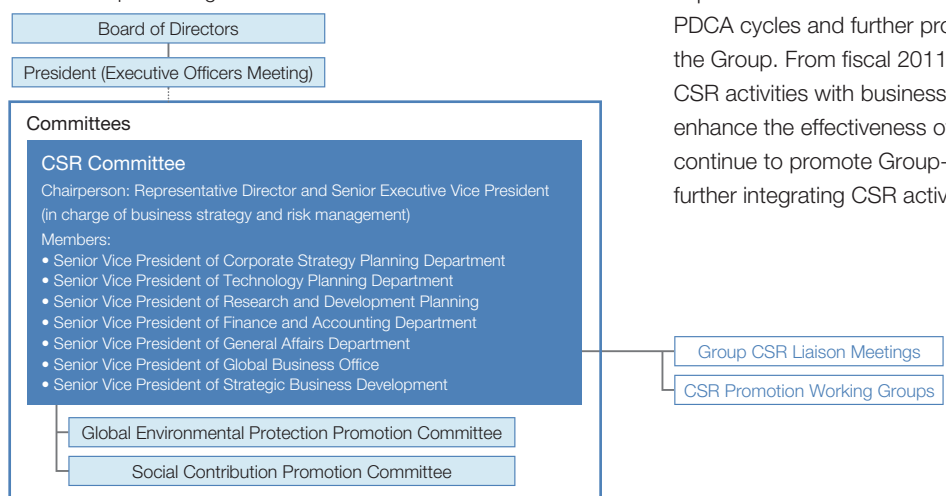 Board of Directors
President (Executive Officers Meeting)
Committees
CSR Committee
Chairperson: Representative Director and Senior Executive Vice President
(in charge of business strategy and risk management)
Members:
• Senior Vice President of Corporate Strategy Planning Department
• Senior Vice President of Technology Planning Department
• Senior Vice President of Research and Development Planning
• Senior Vice President of Finance and Accounting Department
• Senior Vice President of General Affairs Department
• Senior Vice President of Global Business Office
• Senior Vice President of Strategic Business Development
Global Environmental Protection Promotion Committee
Social Contribution Promotion Committee
Group CSR Liaison Meetings
CSR Promotion Working Groups
PDCA cycles and further pro
the Group. From fiscal 2011
CSR activities with business
enhance the effectiveness o
continue to promote Group-
further integrating CSR activ